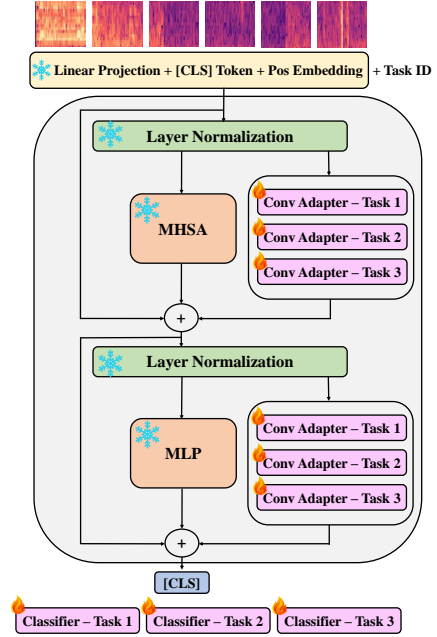 Linear Projection + [CLS] Token + Pos Embedding + Task ID
Layer Normalization
MHSA
Conv Adapter – Task 1
Conv Adapter – Task 2
Conv Adapter – Task 3
+
Layer Normalization
MLP
Conv Adapter – Task 1
Conv Adapter – Task 2
Conv Adapter – Task 3
+
[CLS]
Classifier – Task 1 Classifier – Task 2 Classifier – Task 3